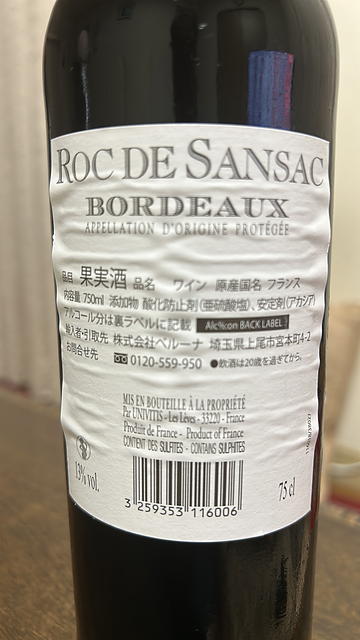 ROC DE SANSAC
BORDEAUX
APPELLATION D'ORIGINE PROTÉGÉE
品目 果実酒 品名 ワイン 原産国名 フランス
内容量 750ml 添加物 酸化防止剤(亜硫酸塩)、安定剤(アカシア)
アルコール分は裏ラベルに記載 Alc%:on BACK LABEL
輸入者・引取先 株式会社ベルーナ 埼玉県上尾市宮本町4-2
お問合せ先 0120-559-950 ●飲酒は20歳を過ぎてから。
MIS EN BOUTEILLE À LA PROPRIÉTÉ
Par UNIVITIS - Les Lèves - 33220 - France
Produit de France - Product of France
CONTENT DES SULFITES - CONTAINS SULPHITES
13% vol.
75 cl
3 259353 116006